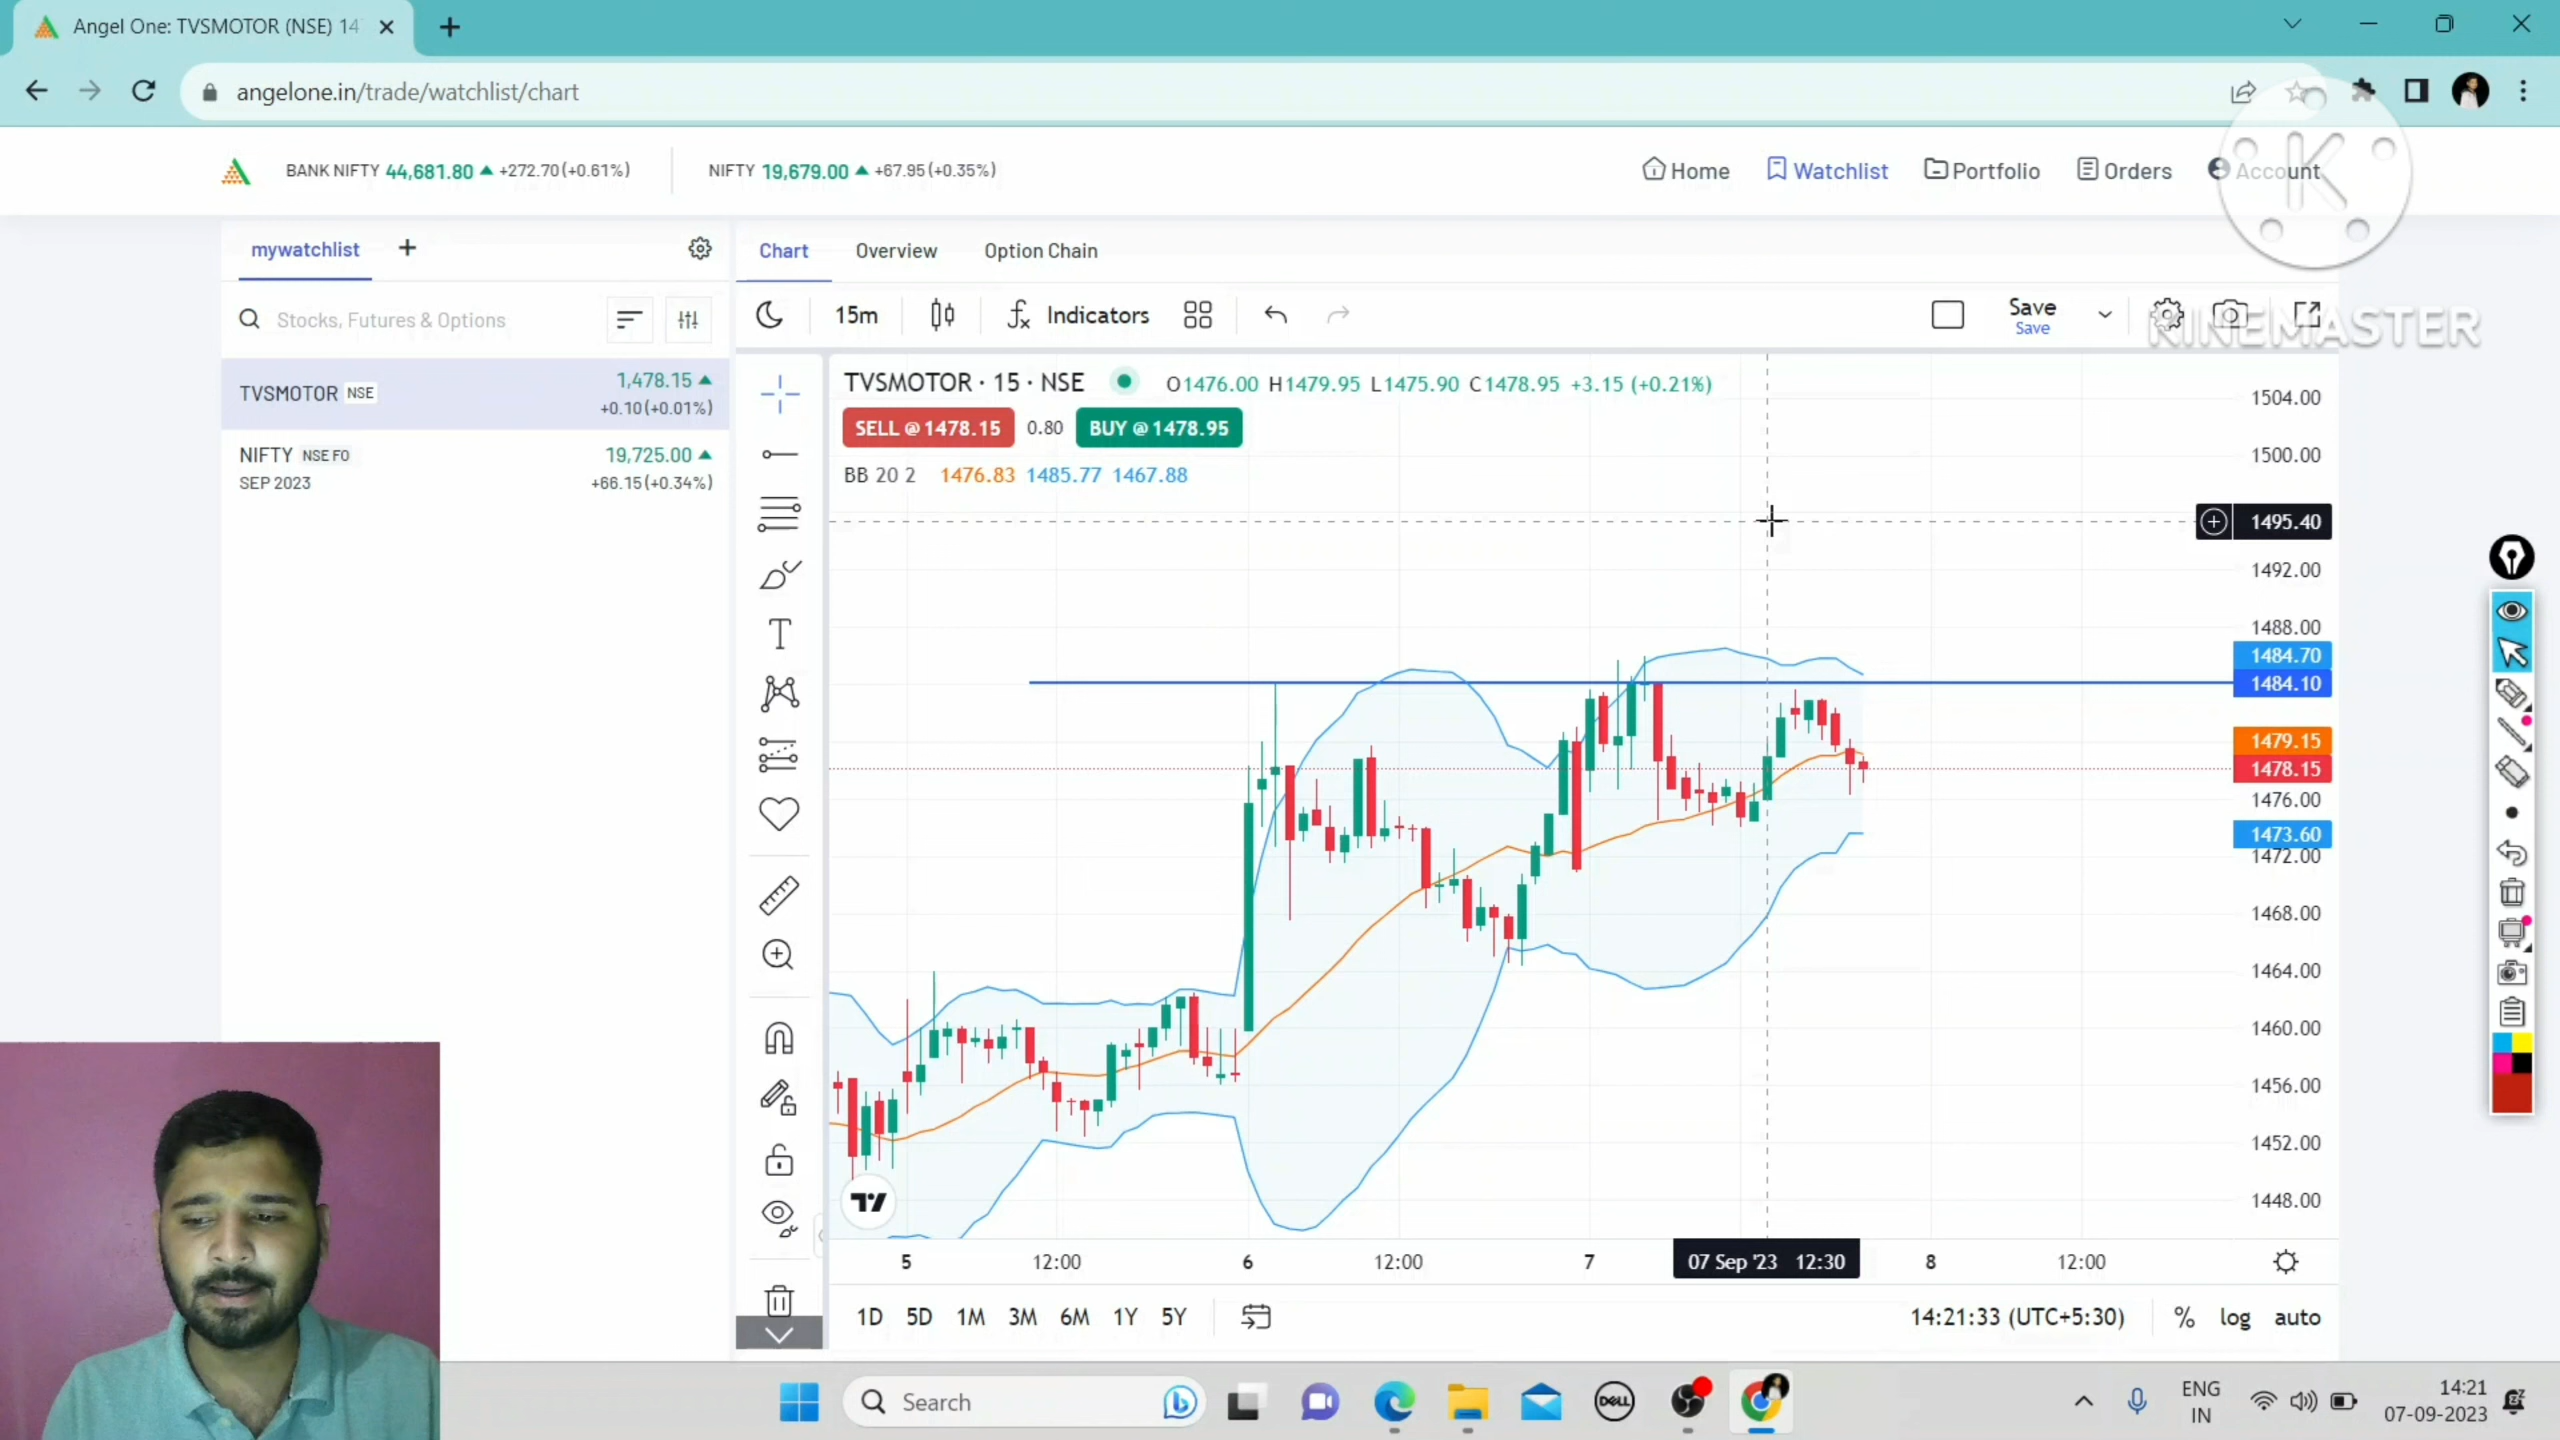 Angel One: TVSMOTOR (NSE) 14
angelone.in/trade/watchlist/chart
BANK NIFTY 44,681.80 +272.70(+0.61%)
NIFTY 19,679.00 +67.95(+0.35%)
Home
Watchlist
Portfolio
Orders
Account
K
KINEMASTER
mywatchlist
Stocks, Futures & Options
TVSMOTOR NSE
1,478.15
+0.10(+0.01%)
NIFTY NSE FO
19,725.00
SEP 2023
+66.15(+0.34%)
Chart Overview Option Chain
15m Indicators
Save
Save
TVSMOTOR · 15 · NSE O1476.00 H1479.95 L1475.90 C1478.95 +3.15 (+0.21%)
SELL @ 1478.15 0.80 BUY @ 1478.95
BB 20 2 1476.83 1485.77 1467.88
1504.00
1500.00
1495.40
1492.00
1488.00
1484.70
1484.10
1479.15
1478.15
1476.00
1473.60
1472.00
1468.00
1464.00
1460.00
1456.00
1452.00
1448.00
5 12:00 6 12:00 7 07 Sep '23 12:30 8 12:00
1D 5D 1M 3M 6M 1Y 5Y
14:21:33 (UTC+5:30) % log auto
Search
DELL
ENG
IN
14:21
07-09-2023